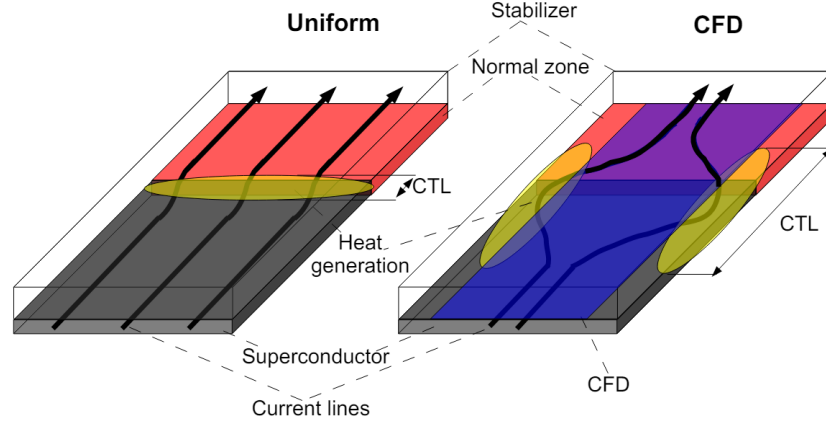 Uniform
Stabilizer
CFD
Normal zone
CTL
Heat
generation
CTL
Superconductor
CFD
Current lines